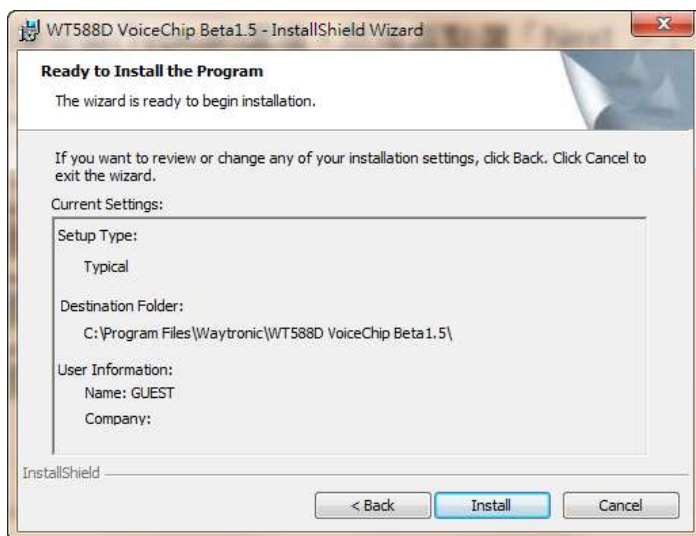 WT588D VoiceChip Beta1.5 - InstallShield Wizard
Ready to Install the Program
The wizard is ready to begin installation.
If you want to review or change any of your installation settings, click Back. Click Cancel to
exit the wizard.
Current Settings:
Setup Type:
Typical
Destination Folder:
C:\Program Files\Waytronic\WT588D VoiceChip Beta1.5\
User Information:
Name: GUEST
Company:
InstallShield
< Back
Install
Cancel